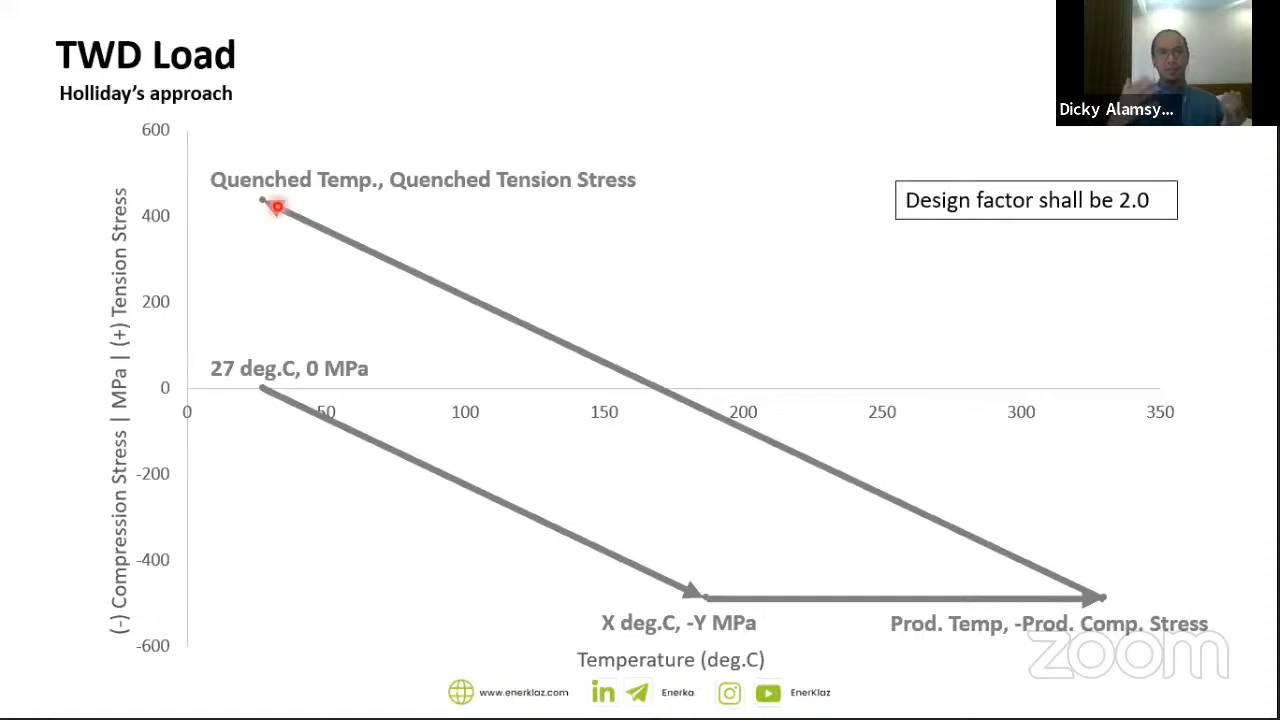 TWD Load
Holliday's approach
Dicky Alamsy...
600
Quenched Temp., Quenched Tension Stress
Design factor shall be 2.0
400
200
27 deg.C, 0 MPa
0
0 50 100 150 200 250 300 350
-200
-400
(-) Compression Stress | MPa | (+) Tension Stress
X deg.C, -Y MPa
Prod. Temp, -Prod. Comp. Stress
-600
Temperature (deg.C)
zoom
www.enerklaz.com
in
Enerka
EnerKlaz